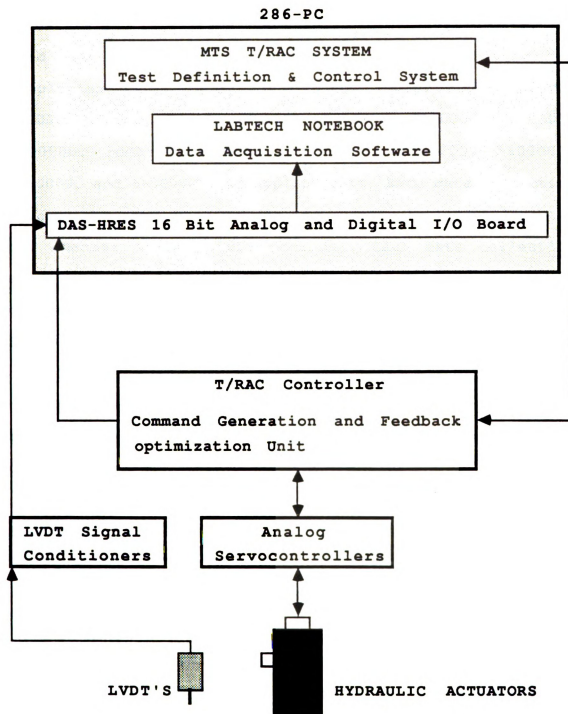 286-PC
MTS T/RAC SYSTEM
Test Definition & Control System
LABTECH NOTEBOOK
Data Acquisition Software
DAS-HRES 16 Bit Analog and Digital I/O Board
T/RAC Controller
Command Generation and Feedback
optimization Unit
LVDT Signal
Conditioners
Analog
Servocontrollers
LVDT'S
HYDRAULIC ACTUATORS